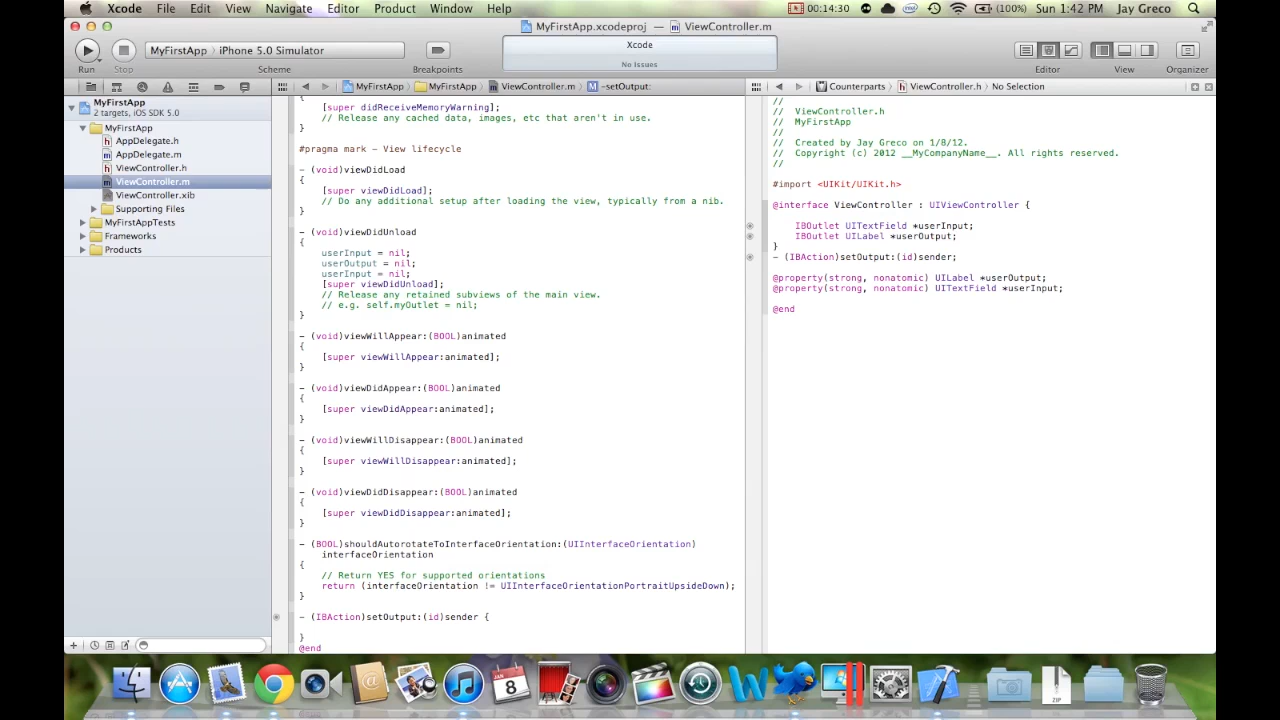 Xcode File Edit View Navigate Editor Product Window Help 00:14:30 (100%) Sun 1:42 PM Jay Greco
MyFirstApp.xcodeproj — ViewController.m
MyFirstApp › iPhone 5.0 Simulator
Xcode
No Issues
Run Stop Scheme Breakpoints Editor View Organizer
MyFirstApp MyFirstApp ViewController.m M -setOutput:
Counterparts ViewController.h No Selection
MyFirstApp
2 targets, iOS SDK 5.0
MyFirstApp
AppDelegate.h
AppDelegate.m
ViewController.h
ViewController.m
ViewController.xib
Supporting Files
MyFirstAppTests
Frameworks
Products
{
[super didReceiveMemoryWarning];
// Release any cached data, images, etc that aren't in use.
}
#pragma mark – View lifecycle
- (void)viewDidLoad
{
[super viewDidLoad];
// Do any additional setup after loading the view, typically from a nib.
}
- (void)viewDidUnload
{
userInput = nil;
userOutput = nil;
userInput = nil;
[super viewDidUnload];
// Release any retained subviews of the main view.
// e.g. self.myOutlet = nil;
}
- (void)viewWillAppear:(BOOL)animated
{
[super viewWillAppear:animated];
}
- (void)viewDidAppear:(BOOL)animated
{
[super viewDidAppear:animated];
}
- (void)viewWillDisappear:(BOOL)animated
{
[super viewWillDisappear:animated];
}
- (void)viewDidDisappear:(BOOL)animated
{
[super viewDidDisappear:animated];
}
- (BOOL)shouldAutorotateToInterfaceOrientation:(UIInterfaceOrientation)
interfaceOrientation
{
// Return YES for supported orientations
return (interfaceOrientation != UIInterfaceOrientationPortraitUpsideDown);
}
- (IBAction)setOutput:(id)sender {
}
@end
//
// ViewController.h
// MyFirstApp
//
// Created by Jay Greco on 1/8/12.
// Copyright (c) 2012 __MyCompanyName__. All rights reserved.
//
#import <UIKit/UIKit.h>
@interface ViewController : UIViewController {
IBOutlet UITextField *userInput;
IBOutlet UILabel *userOutput;
}
- (IBAction)setOutput:(id)sender;
@property(strong, nonatomic) UILabel *userOutput;
@property(strong, nonatomic) UITextField *userInput;
@end
JAN
8
ZIP